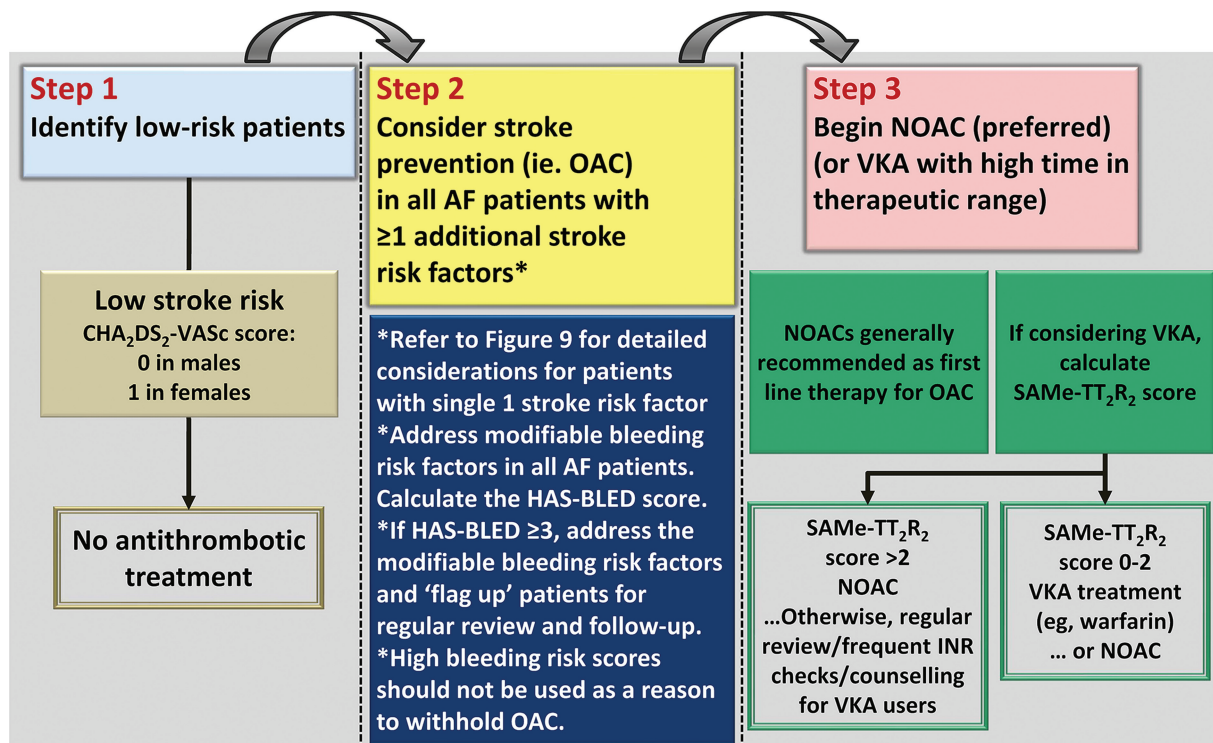 Step 1
Identify low-risk patients
Low stroke risk
CHA₂DS₂-VASc score:
0 in males
1 in females
No antithrombotic
treatment
Step 2
Consider stroke
prevention (ie. OAC)
in all AF patients with
≥1 additional stroke
risk factors*
*Refer to Figure 9 for detailed
considerations for patients
with single 1 stroke risk factor
*Address modifiable bleeding
risk factors in all AF patients.
Calculate the HAS-BLED score.
*If HAS-BLED ≥3, address the
modifiable bleeding risk factors
and ‘flag up’ patients for
regular review and follow-up.
*High bleeding risk scores
should not be used as a reason
to withhold OAC.
Step 3
Begin NOAC (preferred)
(or VKA with high time in
therapeutic range)
NOACs generally
recommended as first
line therapy for OAC
If considering VKA,
calculate
SAMe-TT₂R₂ score
SAMe-TT₂R₂
score >2
NOAC
...Otherwise, regular
review/frequent INR
checks/counselling
for VKA users
SAMe-TT₂R₂
score 0-2
VKA treatment
(eg, warfarin)
... or NOAC